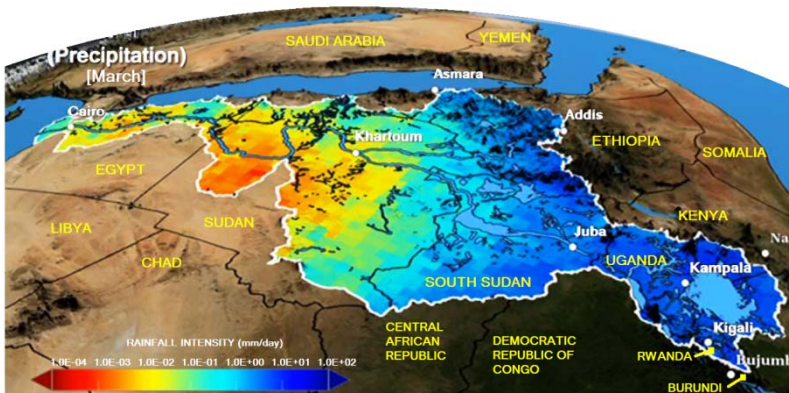 (Precipitation)
[March]
SAUDI ARABIA
YEMEN
Asmara
Cairo
Addis
Khartoum
ETHIOPIA
EGYPT
SOMALIA
LIBYA
SUDAN
KENYA
CHAD
Juba
Na
UGANDA
SOUTH SUDAN
Kampala
CENTRAL
AFRICAN
REPUBLIC
DEMOCRATIC
REPUBLIC OF
CONGO
Kigali
RWANDA
Bujumb
BURUNDI
RAINFALL INTENSITY (mm/day)
1.0E-04 1.0E-03 1.0E-02 1.0E-01 1.0E+00 1.0E+01 1.0E+02